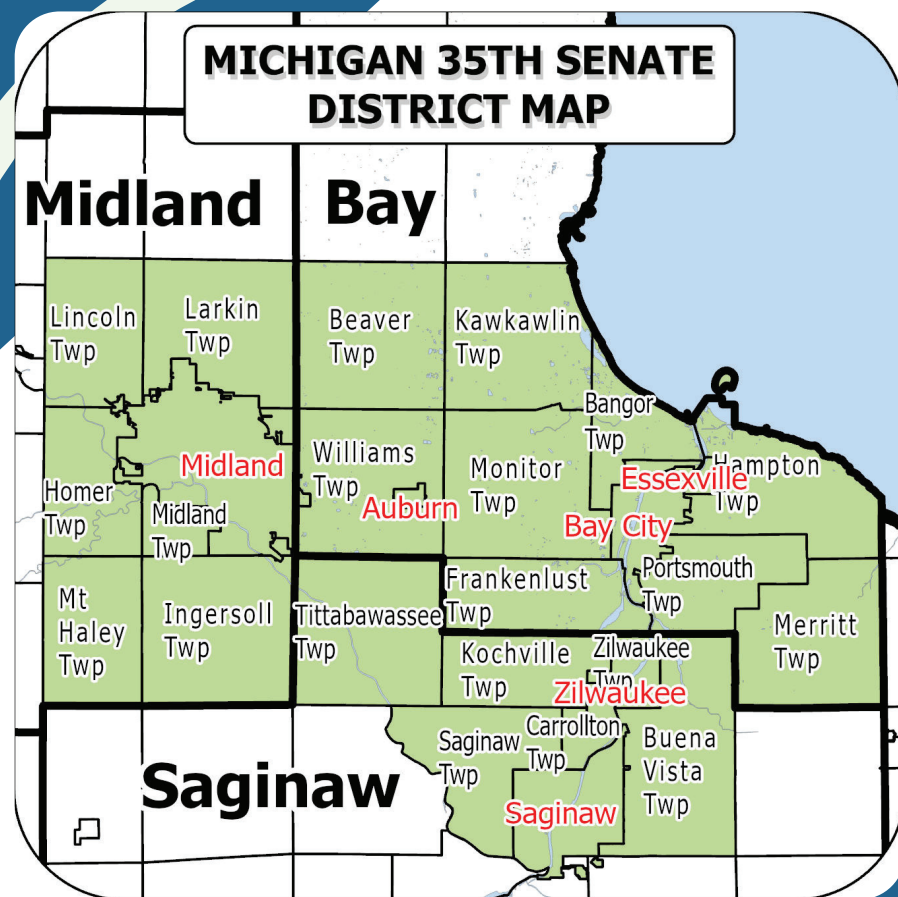 MICHIGAN 35TH SENATE
DISTRICT MAP
Midland
Bay
Lincoln
Twp
Larkin
Twp
Beaver
Twp
Kawkawlin
Twp
Bangor
Twp
Homer
Twp
Midland
Midland
Twp
Williams
Twp
Auburn
Monitor
Twp
Essexville
Hampton
Twp
Bay City
Mt
Haley
Twp
Ingersoll
Twp
Tittabawassee
Twp
Frankenlust
Twp
Portsmouth
Twp
Merritt
Twp
Kochville
Twp
Zilwaukee
Twp
Zilwaukee
Saginaw
Saginaw
Twp
Carrollton
Twp
Buena
Vista
Twp
Saginaw